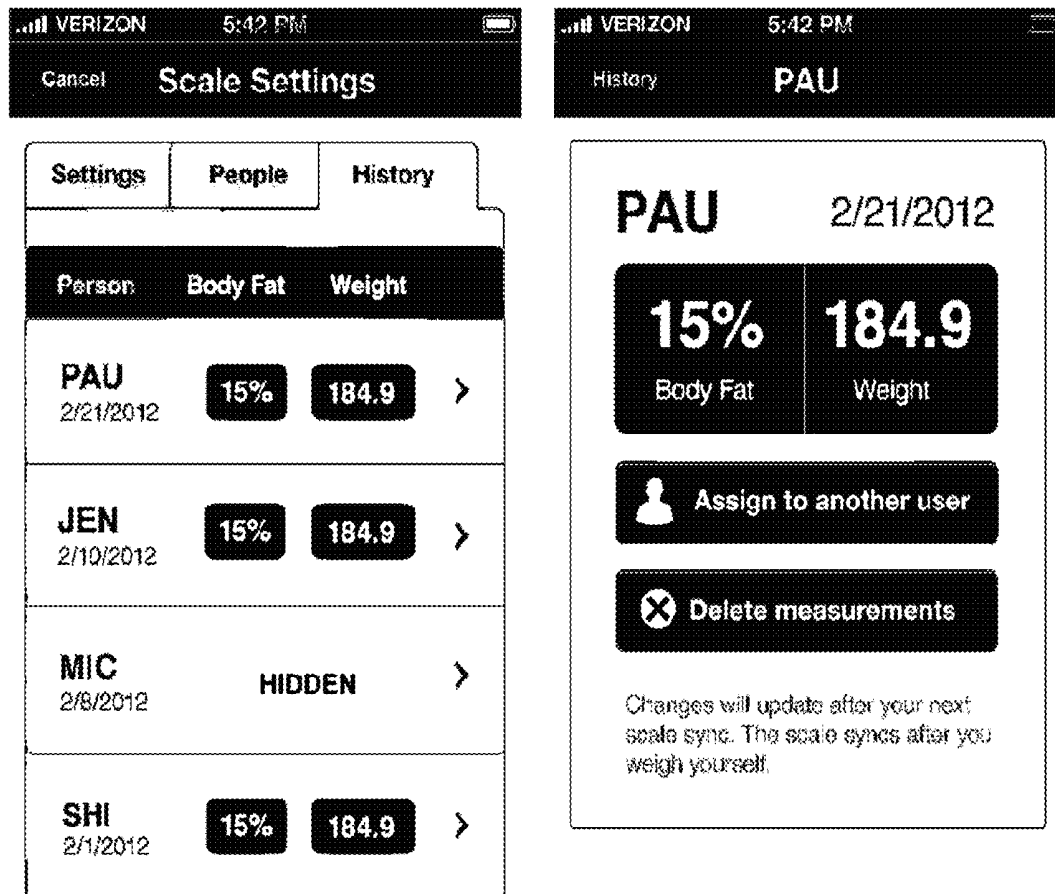 VERIZON 5:42 PM
Cancel Scale Settings
Settings People History
Person Body Fat Weight
PAU
2/21/2012
15% 184.9 >
JEN
2/10/2012
15% 184.9 >
MIC
2/8/2012
HIDDEN >
SHI
2/1/2012
15% 184.9 >
VERIZON 5:42 PM
History PAU
PAU 2/21/2012
15% 184.9
Body Fat Weight
Assign to another user
Delete measurements
Changes will update after your next
scale sync. The scale syncs after you
weigh yourself.